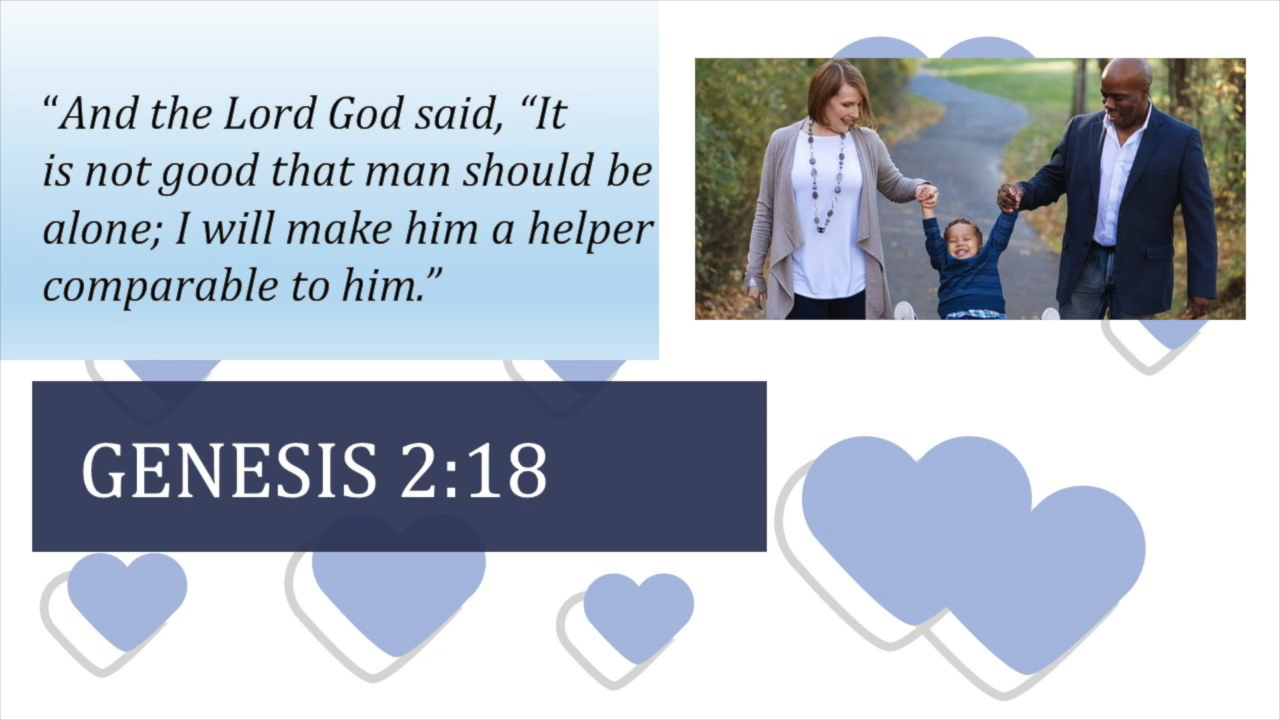 “And the Lord God said, “It
is not good that man should be
alone; I will make him a helper
comparable to him.”
GENESIS 2:18